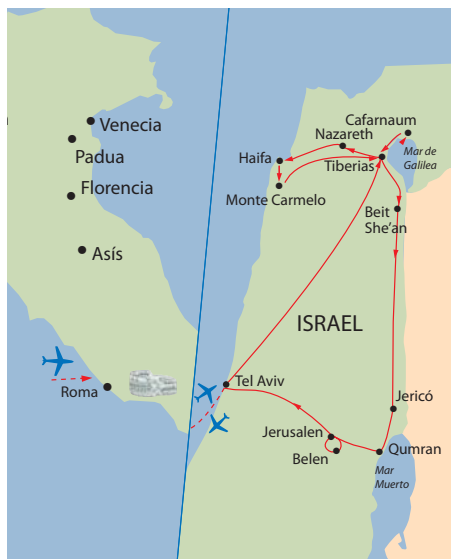 Venecia
Padua
Florencia
Asís
Roma
Cafarnaum
Nazareth
Mar de
Galilea
Haifa
Tiberias
Monte Carmelo
Beit
She'an
ISRAEL
Tel Aviv
Jericó
Jerusalen
Belen
Qumran
Mar
Muerto